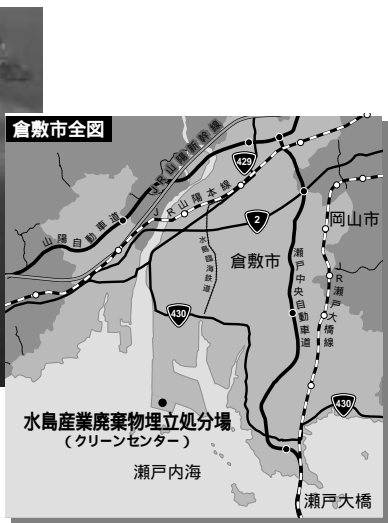 倉敷市全図
JR山陽新幹線
429
JR山陽本線
山陽自動車道
2
岡山市
水島臨海鉄道
倉敷市
瀬戸中央自動車道
JR瀬戸大橋線
430
430
水島産業廃棄物埋立処分場
(クリーンセンター)
瀬戸内海
瀬戸大橋